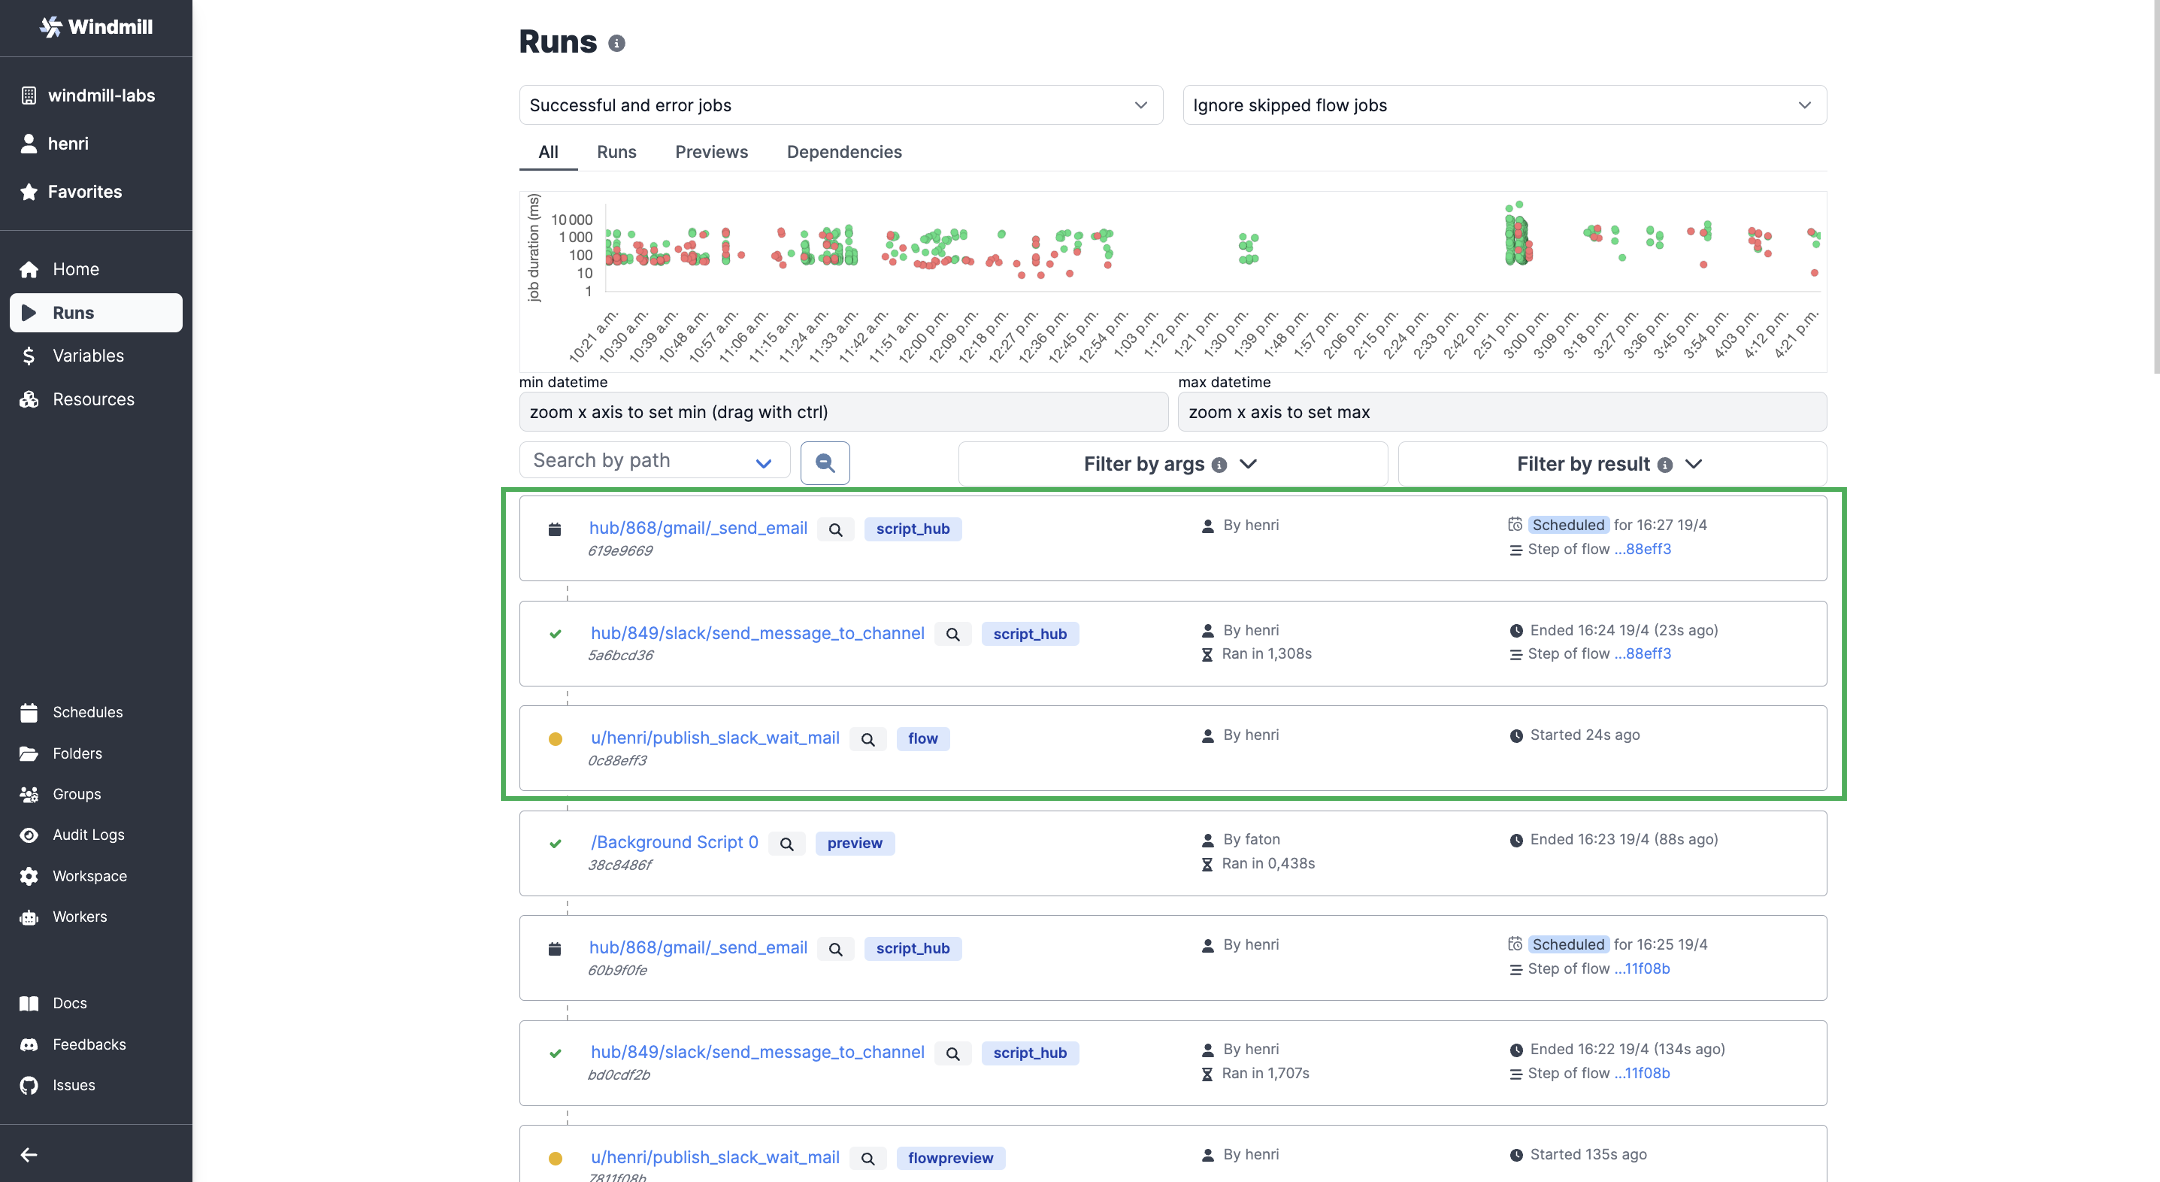 Windmill
windmill-labs
henri
Favorites
Home
Runs
Variables
Resources
Schedules
Folders
Groups
Audit Logs
Workspace
Workers
Docs
Feedbacks
Issues
Runs
Successful and error jobs
Ignore skipped flow jobs
All Runs Previews Dependencies
job duration (ms)
10 000
1 000
100
10
1
10:21 a.m. 10:30 a.m. 10:39 a.m. 10:48 a.m. 10:57 a.m. 11:06 a.m. 11:15 a.m. 11:24 a.m. 11:33 a.m. 11:42 a.m. 11:51 a.m. 12:00 p.m. 12:09 p.m. 12:18 p.m. 12:27 p.m. 12:36 p.m. 12:45 p.m. 12:54 p.m. 1:03 p.m. 1:12 p.m. 1:21 p.m. 1:30 p.m. 1:39 p.m. 1:48 p.m. 1:57 p.m. 2:06 p.m. 2:15 p.m. 2:24 p.m. 2:33 p.m. 2:42 p.m. 2:51 p.m. 3:00 p.m. 3:09 p.m. 3:18 p.m. 3:27 p.m. 3:36 p.m. 3:45 p.m. 3:54 p.m. 4:03 p.m. 4:12 p.m. 4:21 p.m.
min datetime
max datetime
zoom x axis to set min (drag with ctrl)
zoom x axis to set max
Search by path
Filter by args
Filter by result
hub/868/gmail/_send_email script_hub By henri Scheduled for 16:27 19/4
619e9669 Step of flow ...88eff3
hub/849/slack/send_message_to_channel script_hub By henri Ended 16:24 19/4 (23s ago)
5a6bcd36 Ran in 1,308s Step of flow ...88eff3
u/henri/publish_slack_wait_mail flow By henri Started 24s ago
0c88eff3
/Background Script 0 preview By faton Ended 16:23 19/4 (88s ago)
38c8486f Ran in 0,438s
hub/868/gmail/_send_email script_hub By henri Scheduled for 16:25 19/4
60b9f0fe Step of flow ...11f08b
hub/849/slack/send_message_to_channel script_hub By henri Ended 16:22 19/4 (134s ago)
bd0cdf2b Ran in 1,707s Step of flow ...11f08b
u/henri/publish_slack_wait_mail flowpreview By henri Started 135s ago
7811f08b